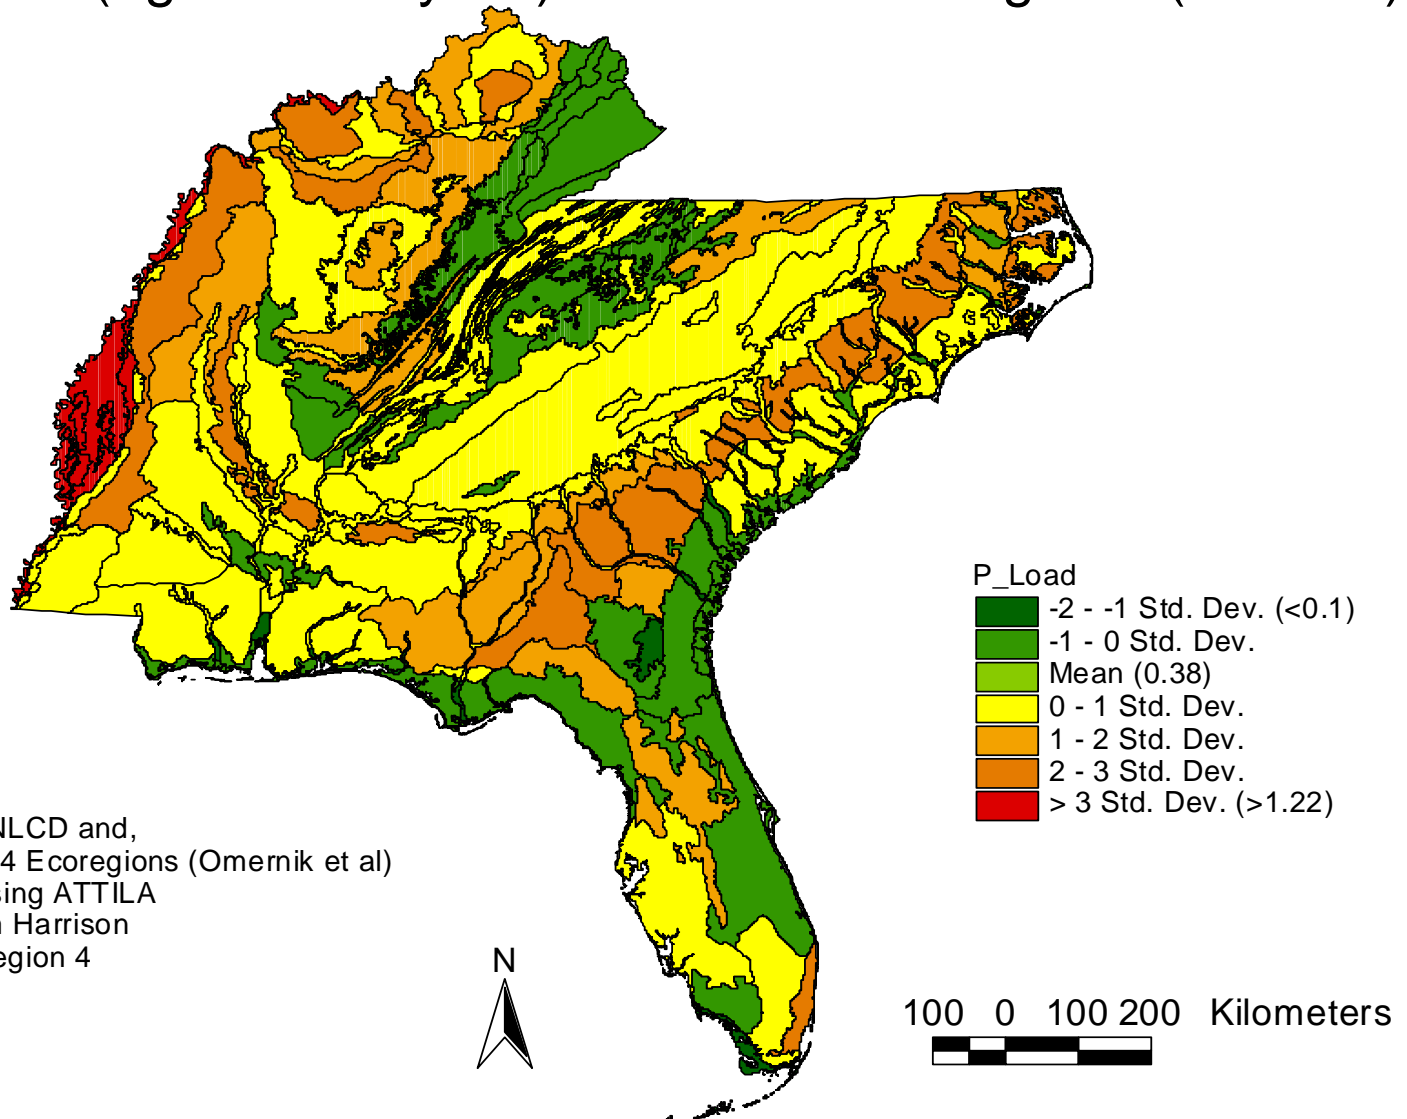 P_Load
-2 - -1 Std. Dev. (<0.1)
-1 - 0 Std. Dev.
Mean (0.38)
0 - 1 Std. Dev.
1 - 2 Std. Dev.
2 - 3 Std. Dev.
> 3 Std. Dev. (>1.22)
NLCD and,
4 Ecoregions (Omernik et al)
sing ATTILA
Harrison
egion 4
N
100 0 100 200 Kilometers